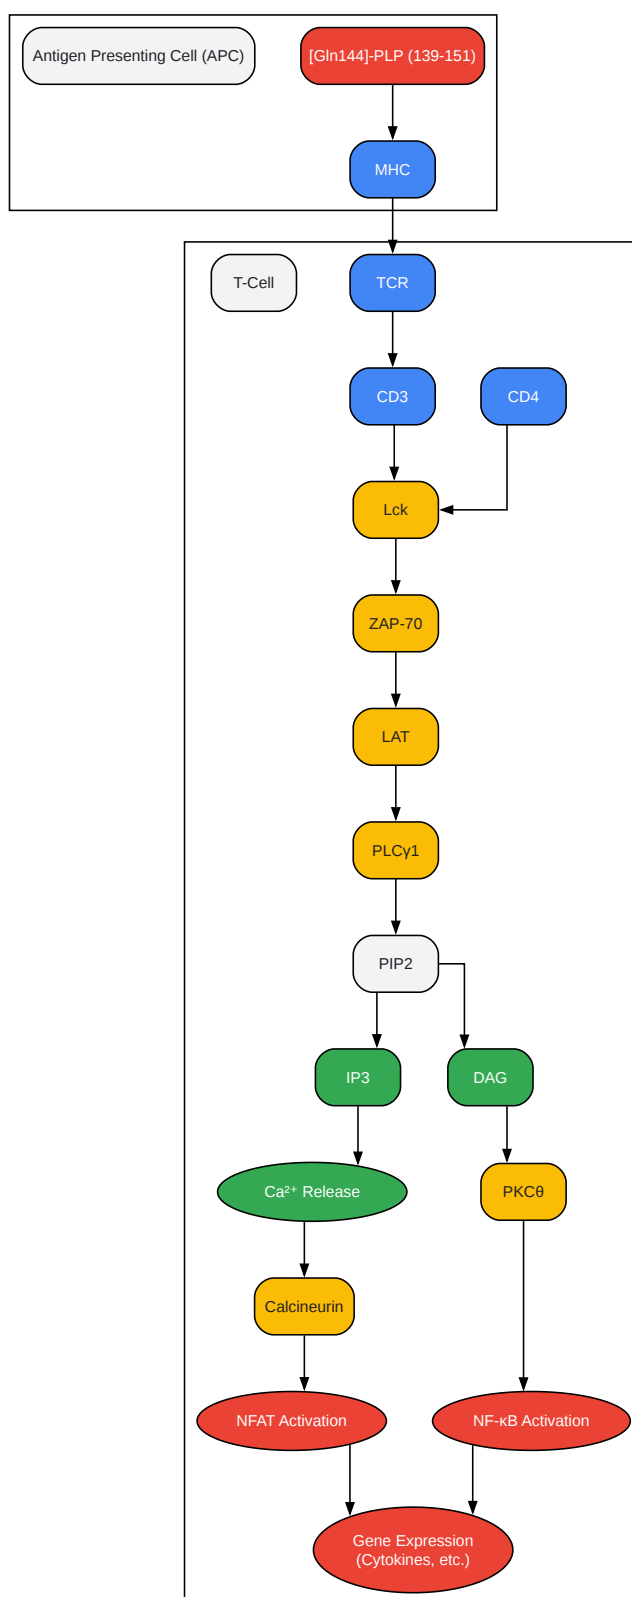 Antigen Presenting Cell (APC)
[Gln144]-PLP (139-151)
MHC
T-Cell
TCR
CD3
CD4
Lck
ZAP-70
LAT
PLCγ1
PIP2
IP3
DAG
Ca²⁺ Release
PKCθ
Calcineurin
NFAT Activation
NF-κB Activation
Gene Expression
(Cytokines, etc.)